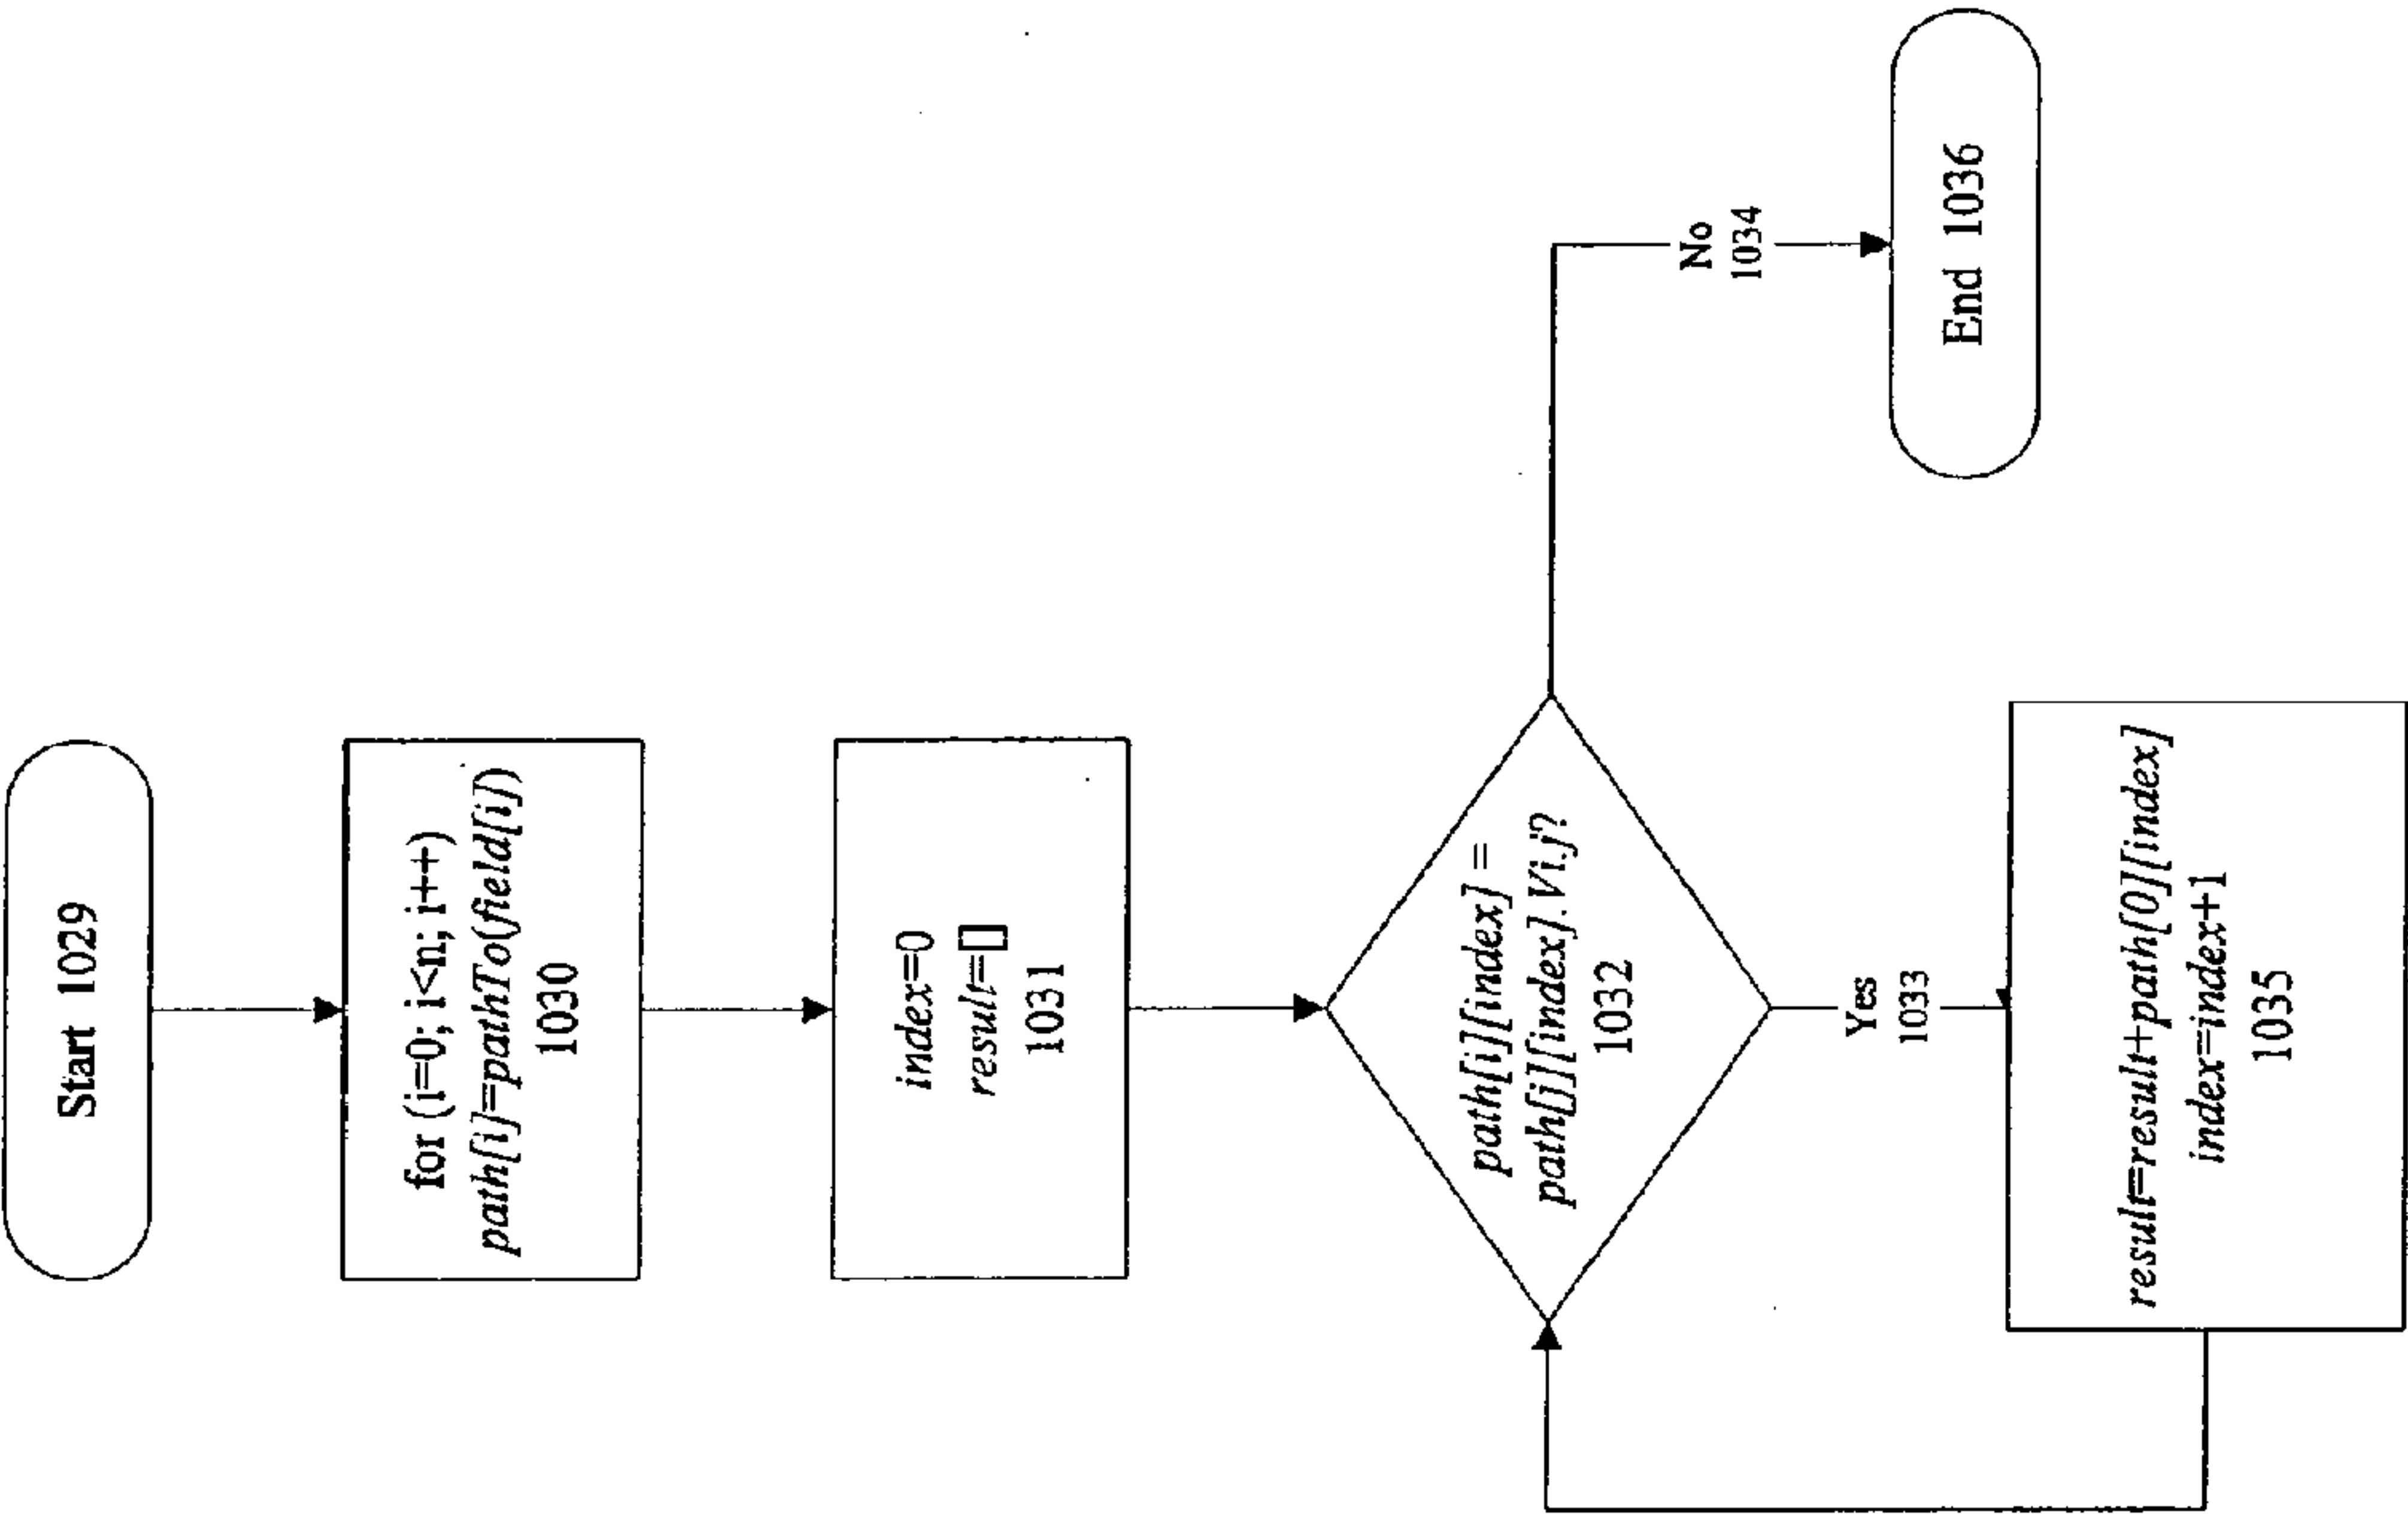 Start 1029
for (i=0; i<n; i++)
path[i]=pathTo(field[i])
1030
index=0
result=[]
1031
path[i][index] =
path[j][index].Vi.j?
1032
No
1034
End 1036
Yes
1033
result=result+path[0][index]
index=index+1
1035